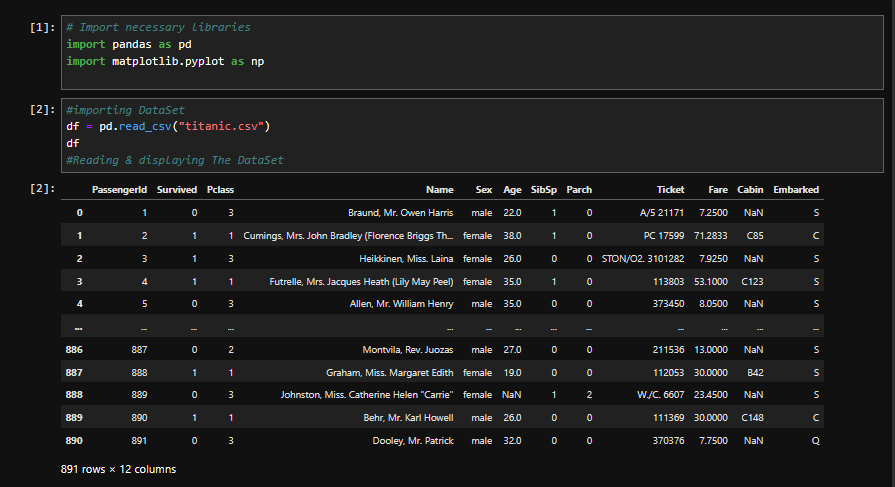 [1]: # Import necessary libraries
import pandas as pd
import matplotlib.pyplot as np
[2]: #importing DataSet
df = pd.read_csv("titanic.csv")
df
#Reading & displaying The DataSet
[2]: PassengerId Survived Pclass Name Sex Age SibSp Parch Ticket Fare Cabin Embarked
0 1 0 3 Braund, Mr. Owen Harris male 22.0 1 0 A/5 21171 7.2500 NaN S
1 2 1 1 Cumings, Mrs. John Bradley (Florence Briggs Th... female 38.0 1 0 PC 17599 71.2833 C85 C
2 3 1 3 Heikkinen, Miss. Laina female 26.0 0 0 STON/O2. 3101282 7.9250 NaN S
3 4 1 1 Futrelle, Mrs. Jacques Heath (Lily May Peel) female 35.0 1 0 113803 53.1000 C123 S
4 5 0 3 Allen, Mr. William Henry male 35.0 0 0 373450 8.0500 NaN S
... ... ... ... ... ... ... ... ... ... ... ... ...
886 887 0 2 Montvila, Rev. Juozas male 27.0 0 0 211536 13.0000 NaN S
887 888 1 1 Graham, Miss. Margaret Edith female 19.0 0 0 112053 30.0000 B42 S
888 889 0 3 Johnston, Miss. Catherine Helen "Carrie" female NaN 1 2 W./C. 6607 23.4500 NaN S
889 890 1 1 Behr, Mr. Karl Howell male 26.0 0 0 111369 30.0000 C148 C
890 891 0 3 Dooley, Mr. Patrick male 32.0 0 0 370376 7.7500 NaN Q
891 rows × 12 columns